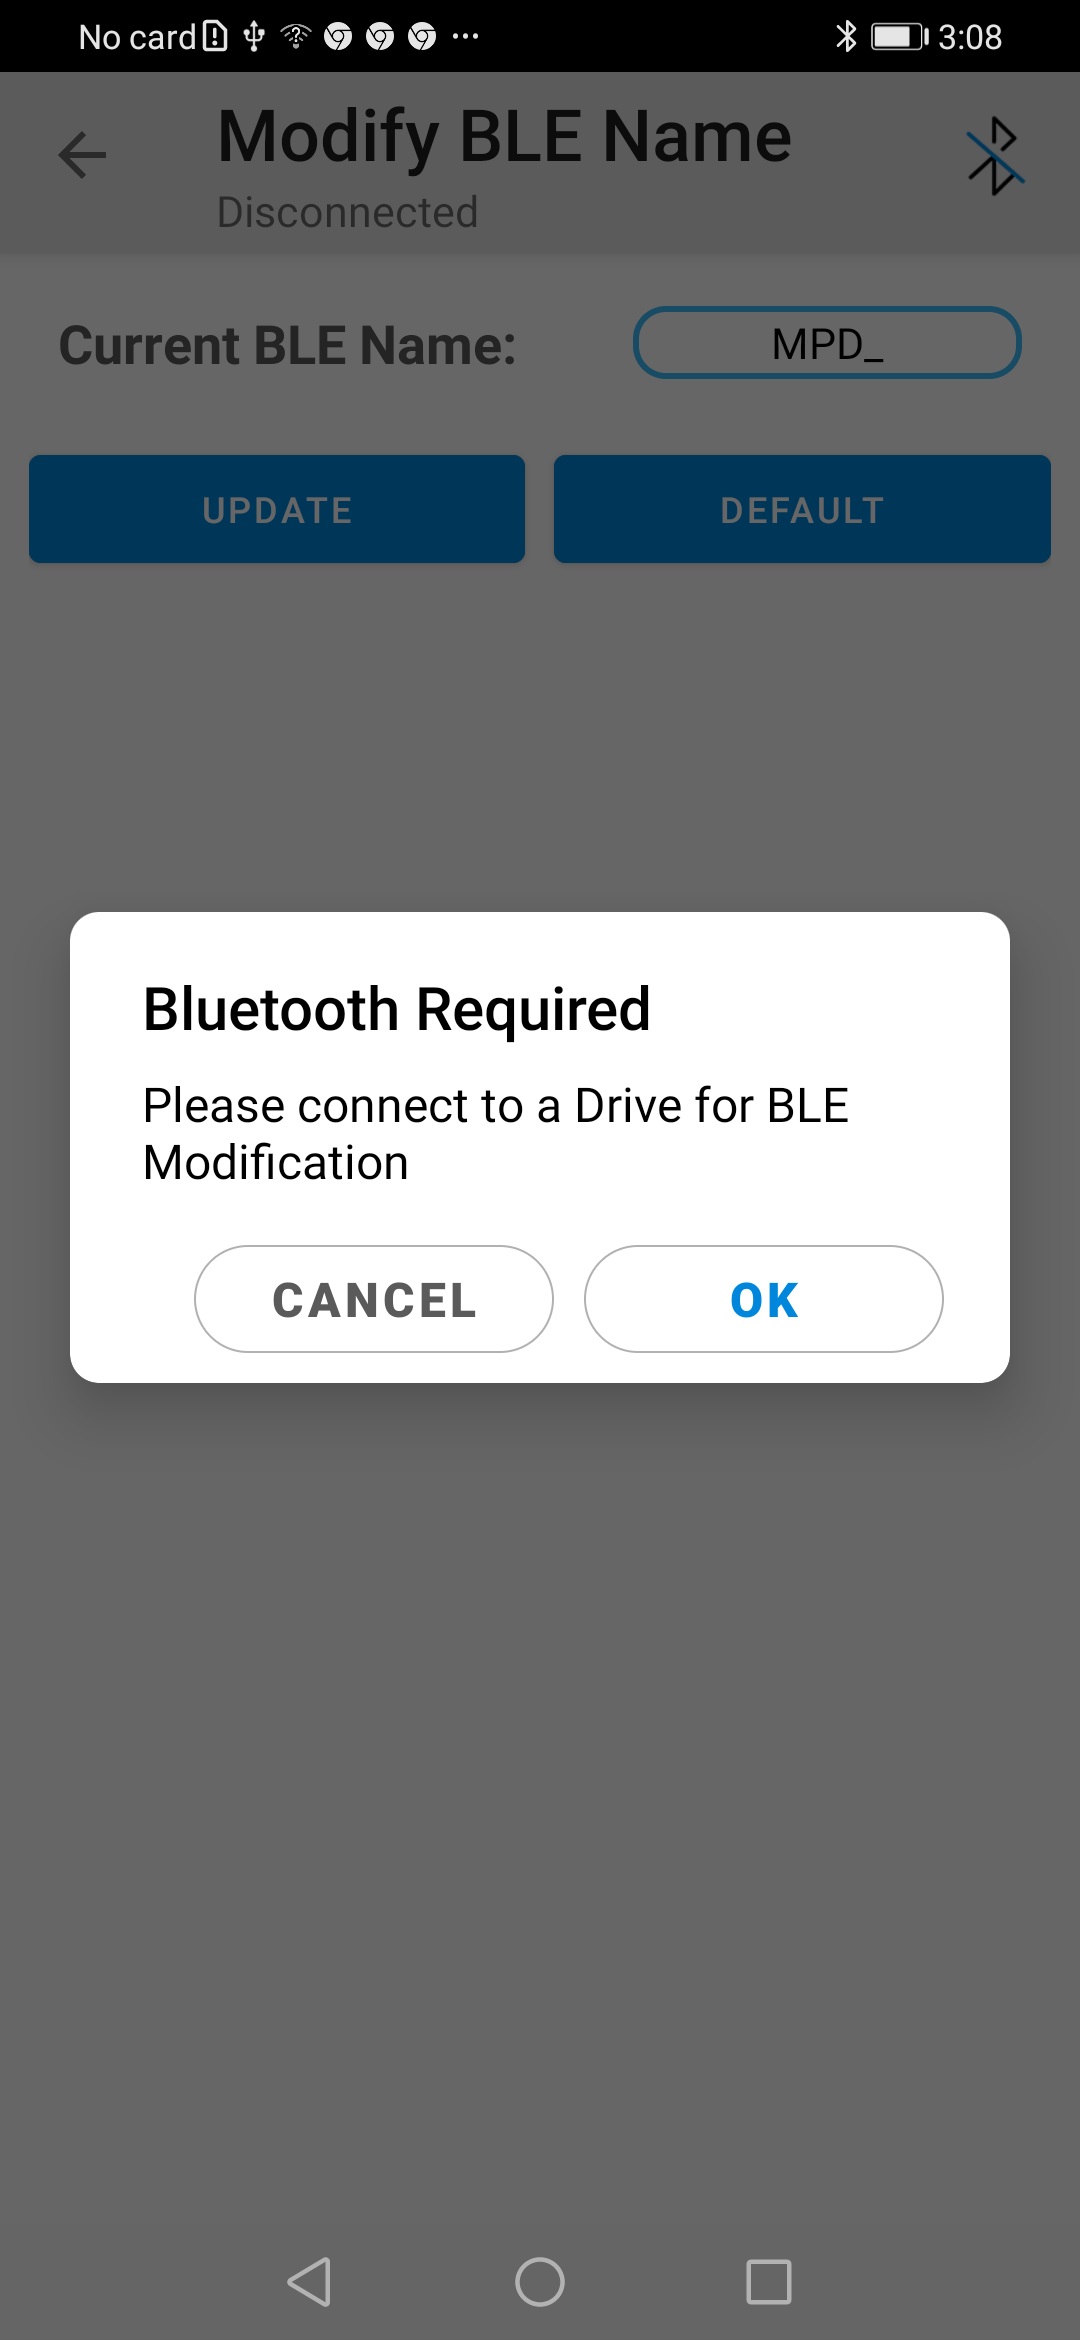 No card 3:08
Modify BLE Name
Disconnected
Current BLE Name: MPD_
UPDATE DEFAULT
Bluetooth Required
Please connect to a Drive for BLE
Modification
CANCEL OK